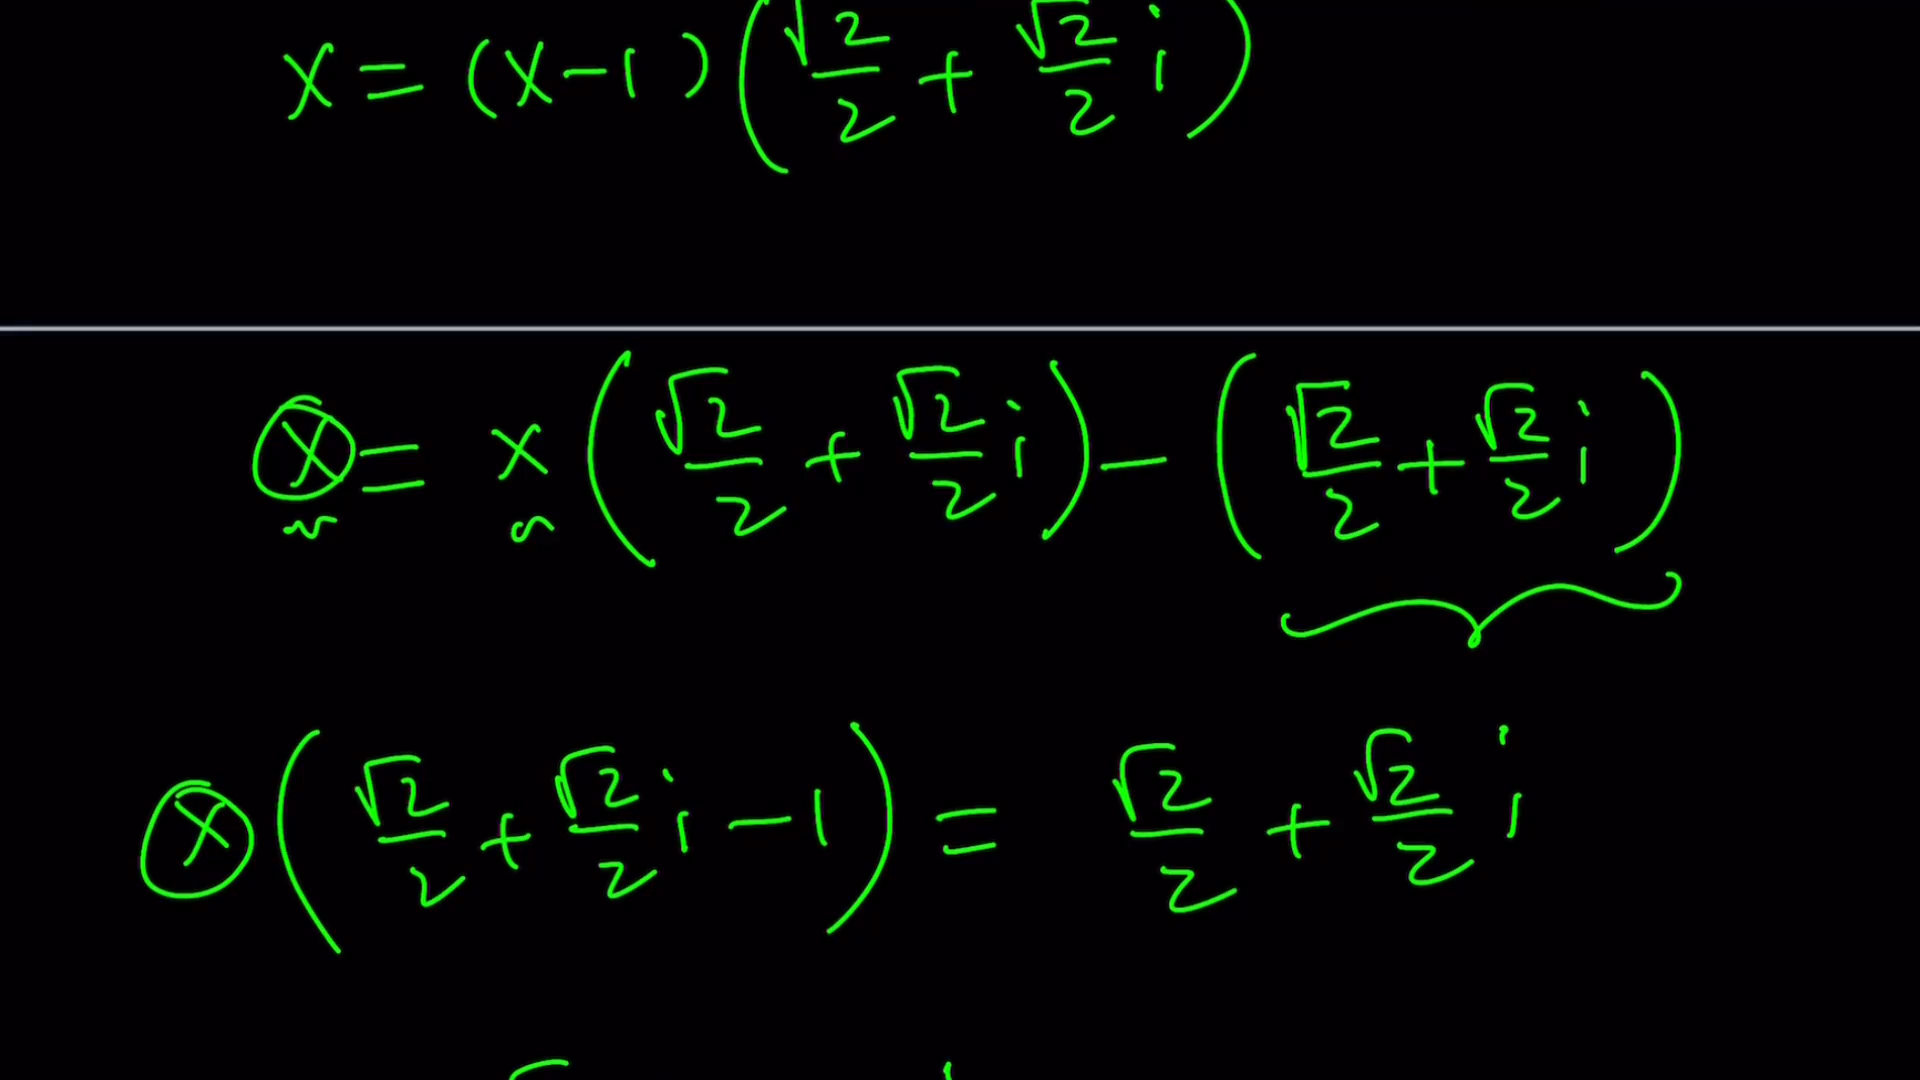 x = (x-1)(√2/2 + √2/2 i)
x = x(√2/2 + √2/2 i) - (√2/2 + √2/2 i)
x(√2/2 + √2/2 i - 1) = √2/2 + √2/2 i